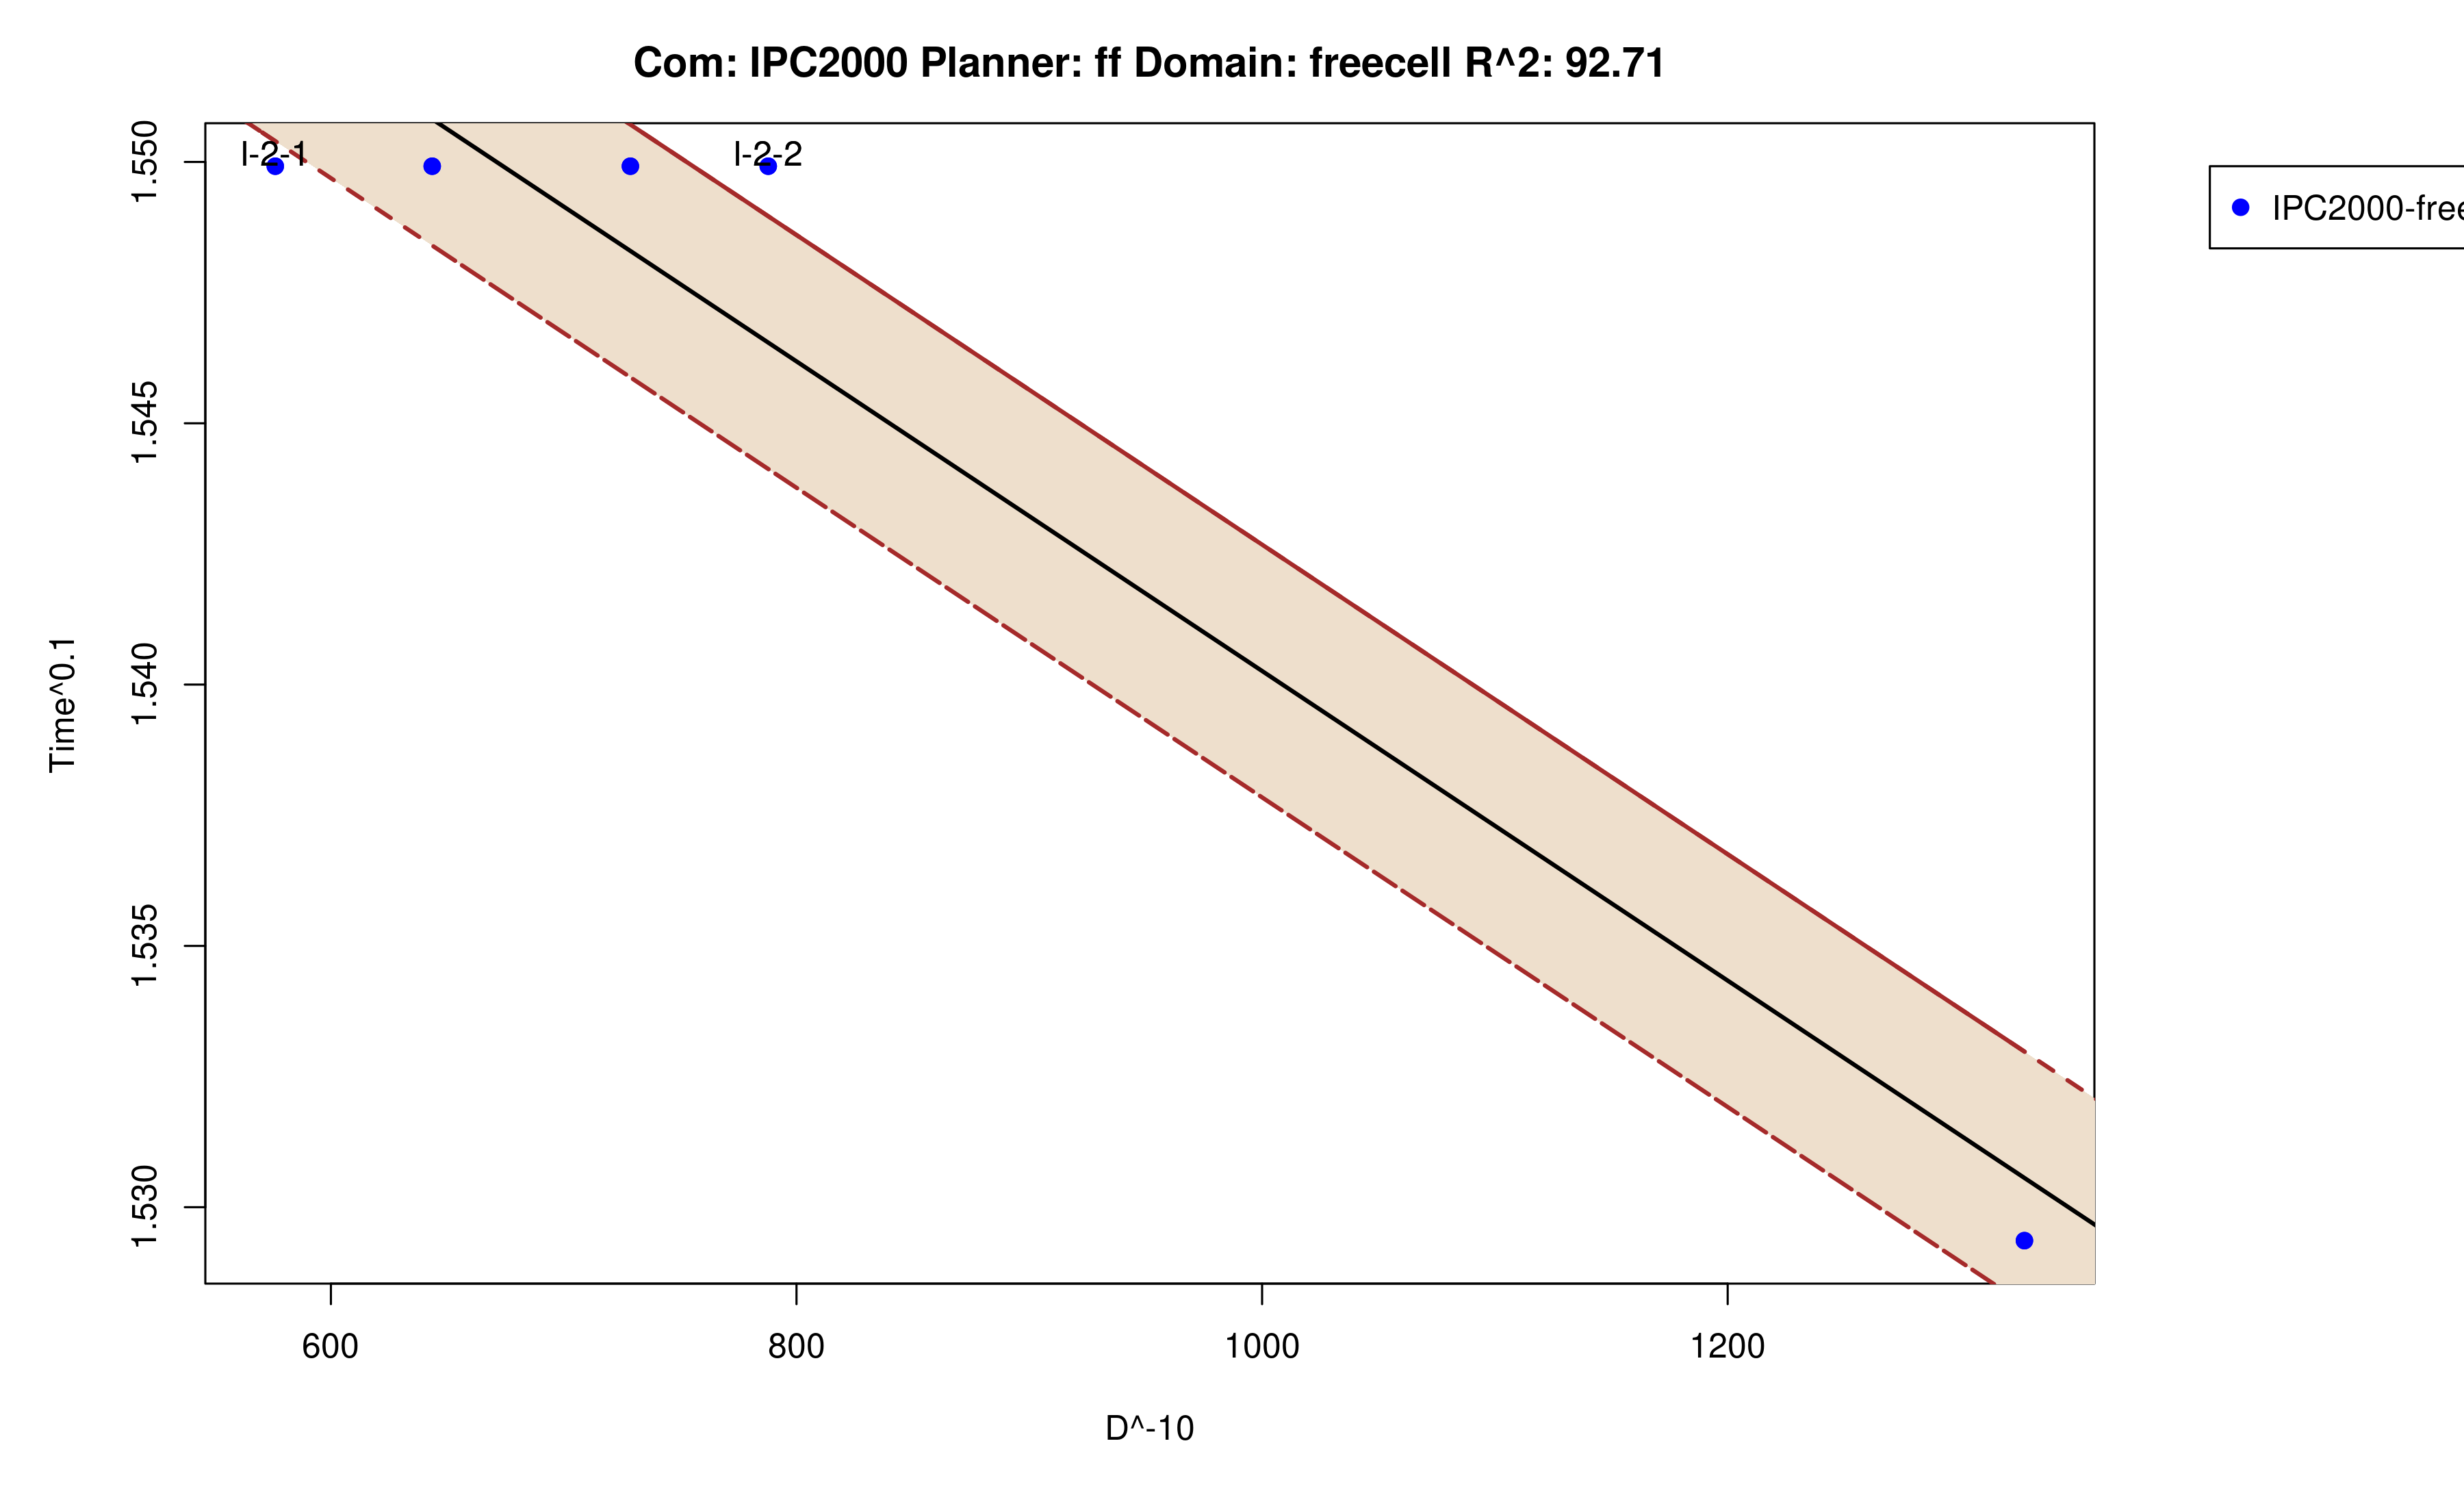 Com: IPC2000 Planner: ff Domain: freecell R^2: 92.71
1.550
1.545
1.540
1.535
1.530
Time^0.1
I-2-1
I-2-2
IPC2000-free
600
800
1000
1200
D^-10